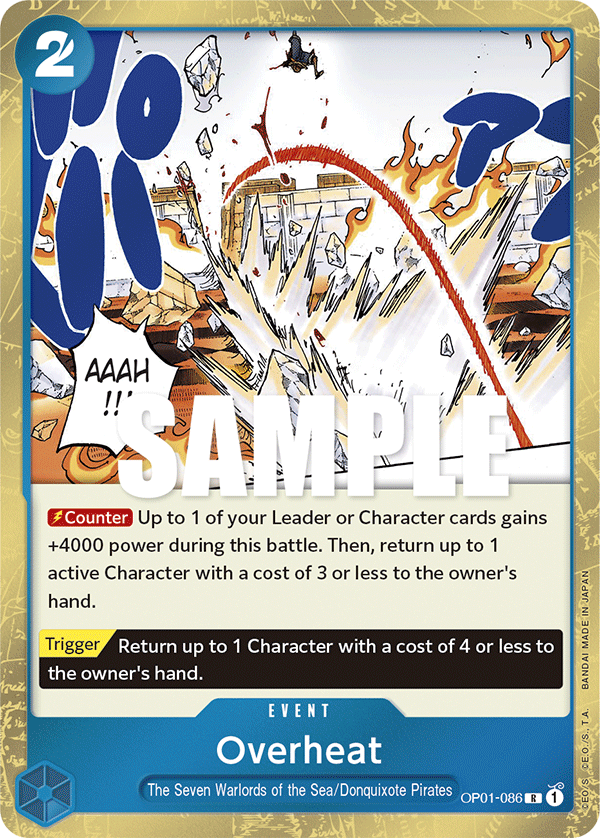 2
AAAH
!!!
SAMPLE
Counter Up to 1 of your Leader or Character cards gains
+4000 power during this battle. Then, return up to 1
active Character with a cost of 3 or less to the owner's
hand.
Trigger Return up to 1 Character with a cost of 4 or less to
the owner's hand.
EVENT
Overheat
The Seven Warlords of the Sea/Donquixote Pirates
OP01-086 R 1
©E.O./S. ©E.O./S.,T.A. BANDAI MADE IN JAPAN